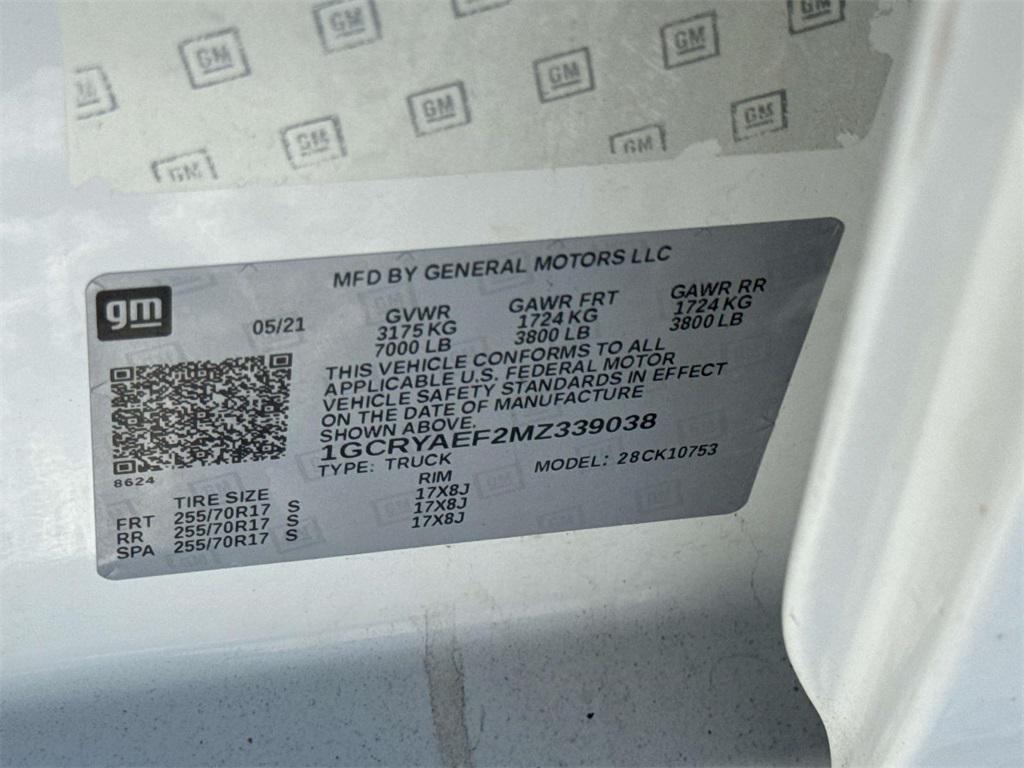 GM
GM
GM
GM
GM
GM
GM
GM
GM
GM
MFD BY GENERAL MOTORS LLC
gm
05/21
GVWR GAWR FRT GAWR RR
3175 KG 1724 KG 1724 KG
7000 LB 3800 LB 3800 LB
THIS VEHICLE CONFORMS TO ALL
APPLICABLE U.S. FEDERAL MOTOR
VEHICLE SAFETY STANDARDS IN EFFECT
ON THE DATE OF MANUFACTURE
SHOWN ABOVE.
1GCRYAEF2MZ339038
TYPE: TRUCK MODEL: 28CK10753
8624
TIRE SIZE RIM
FRT 255/70R17 S 17X8J
RR 255/70R17 S 17X8J
SPA 255/70R17 S 17X8J